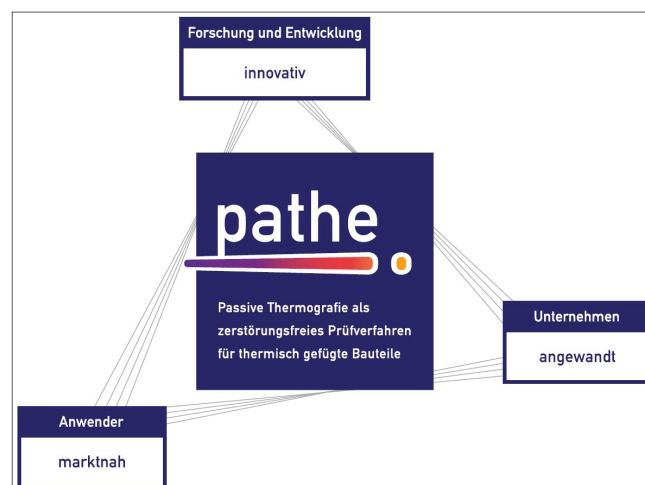 Forschung und Entwicklung
innovativ
pathe
Passive Thermografie als
zerstörungsfreies Prüfverfahren
für thermisch gefügte Bauteile
Unternehmen
angewandt
Anwender
marktnah